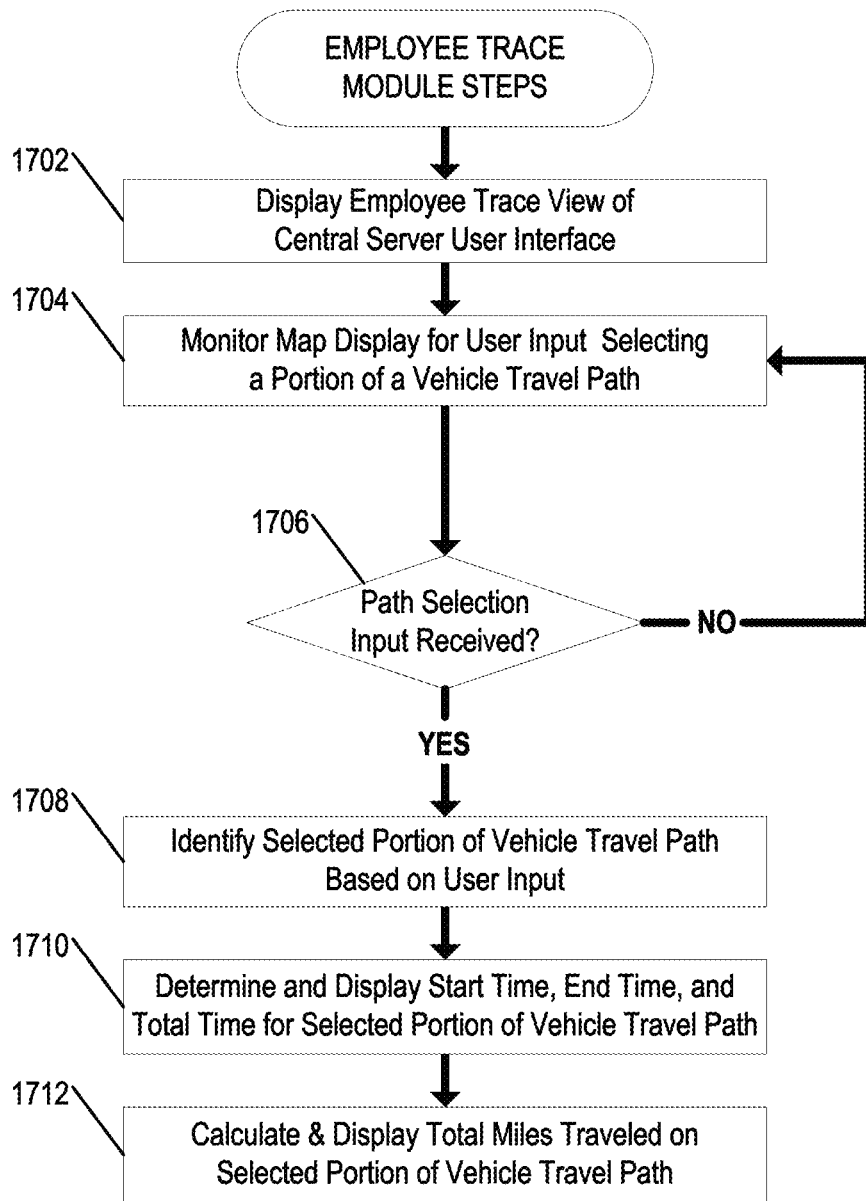 EMPLOYEE TRACE
MODULE STEPS
1702
Display Employee Trace View of
Central Server User Interface
1704
Monitor Map Display for User Input Selecting
a Portion of a Vehicle Travel Path
1706
Path Selection
Input Received?
NO
YES
1708
Identify Selected Portion of Vehicle Travel Path
Based on User Input
1710
Determine and Display Start Time, End Time, and
Total Time for Selected Portion of Vehicle Travel Path
1712
Calculate & Display Total Miles Traveled on
Selected Portion of Vehicle Travel Path